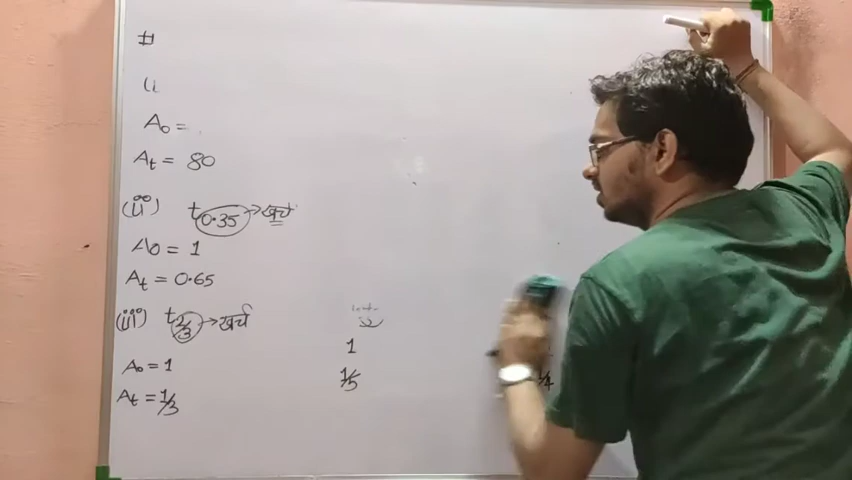 #
A₀ =
Aₜ = 80
(ii) t0.35 → खर्च
A₀ = 1
Aₜ = 0.65
(iii) t2/3 → खर्च
1
A₀ = 1
1/5
Aₜ = 1/3